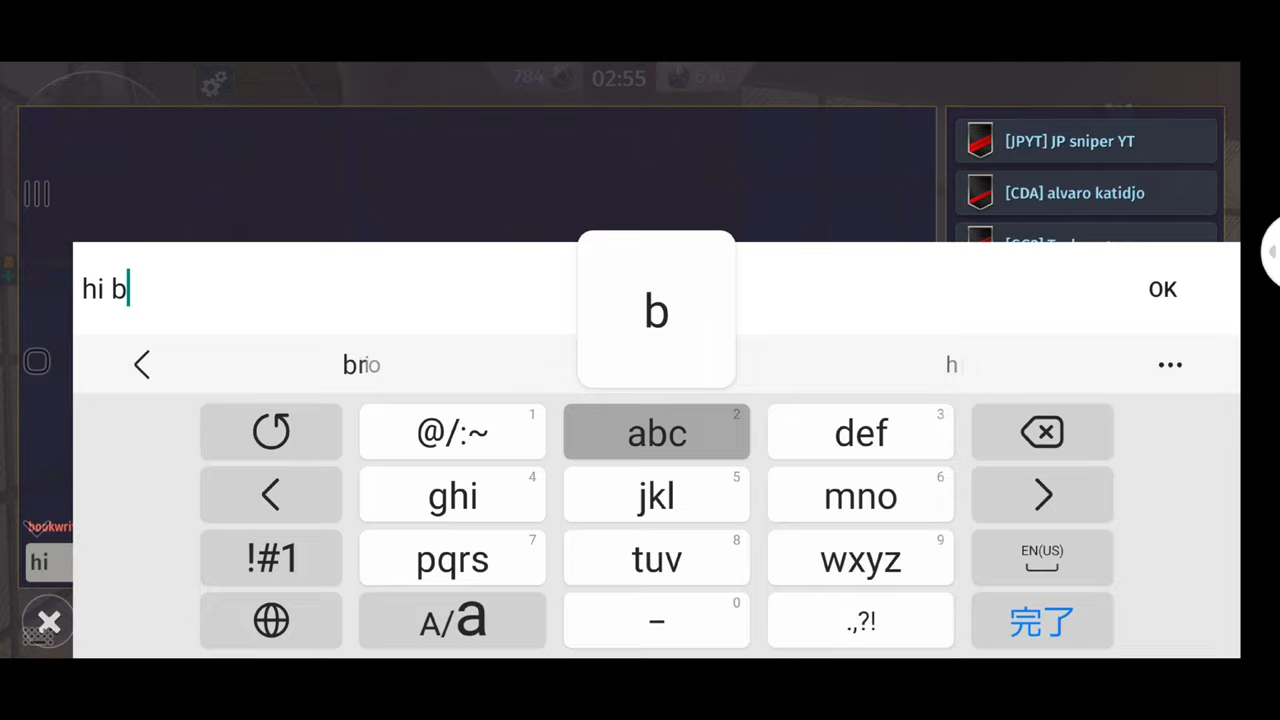 784 02:55 616
[JPYT] JP sniper YT
[CDA] alvaro katidjo
hi b
b
OK
h
@/:~ 1
abc 2
def 3
ghi 4
jkl 5
mno 6
!#1
pqrs 7
tuv 8
wxyz 9
EN(US)
A/a
- 0
.,?!
完了
hi